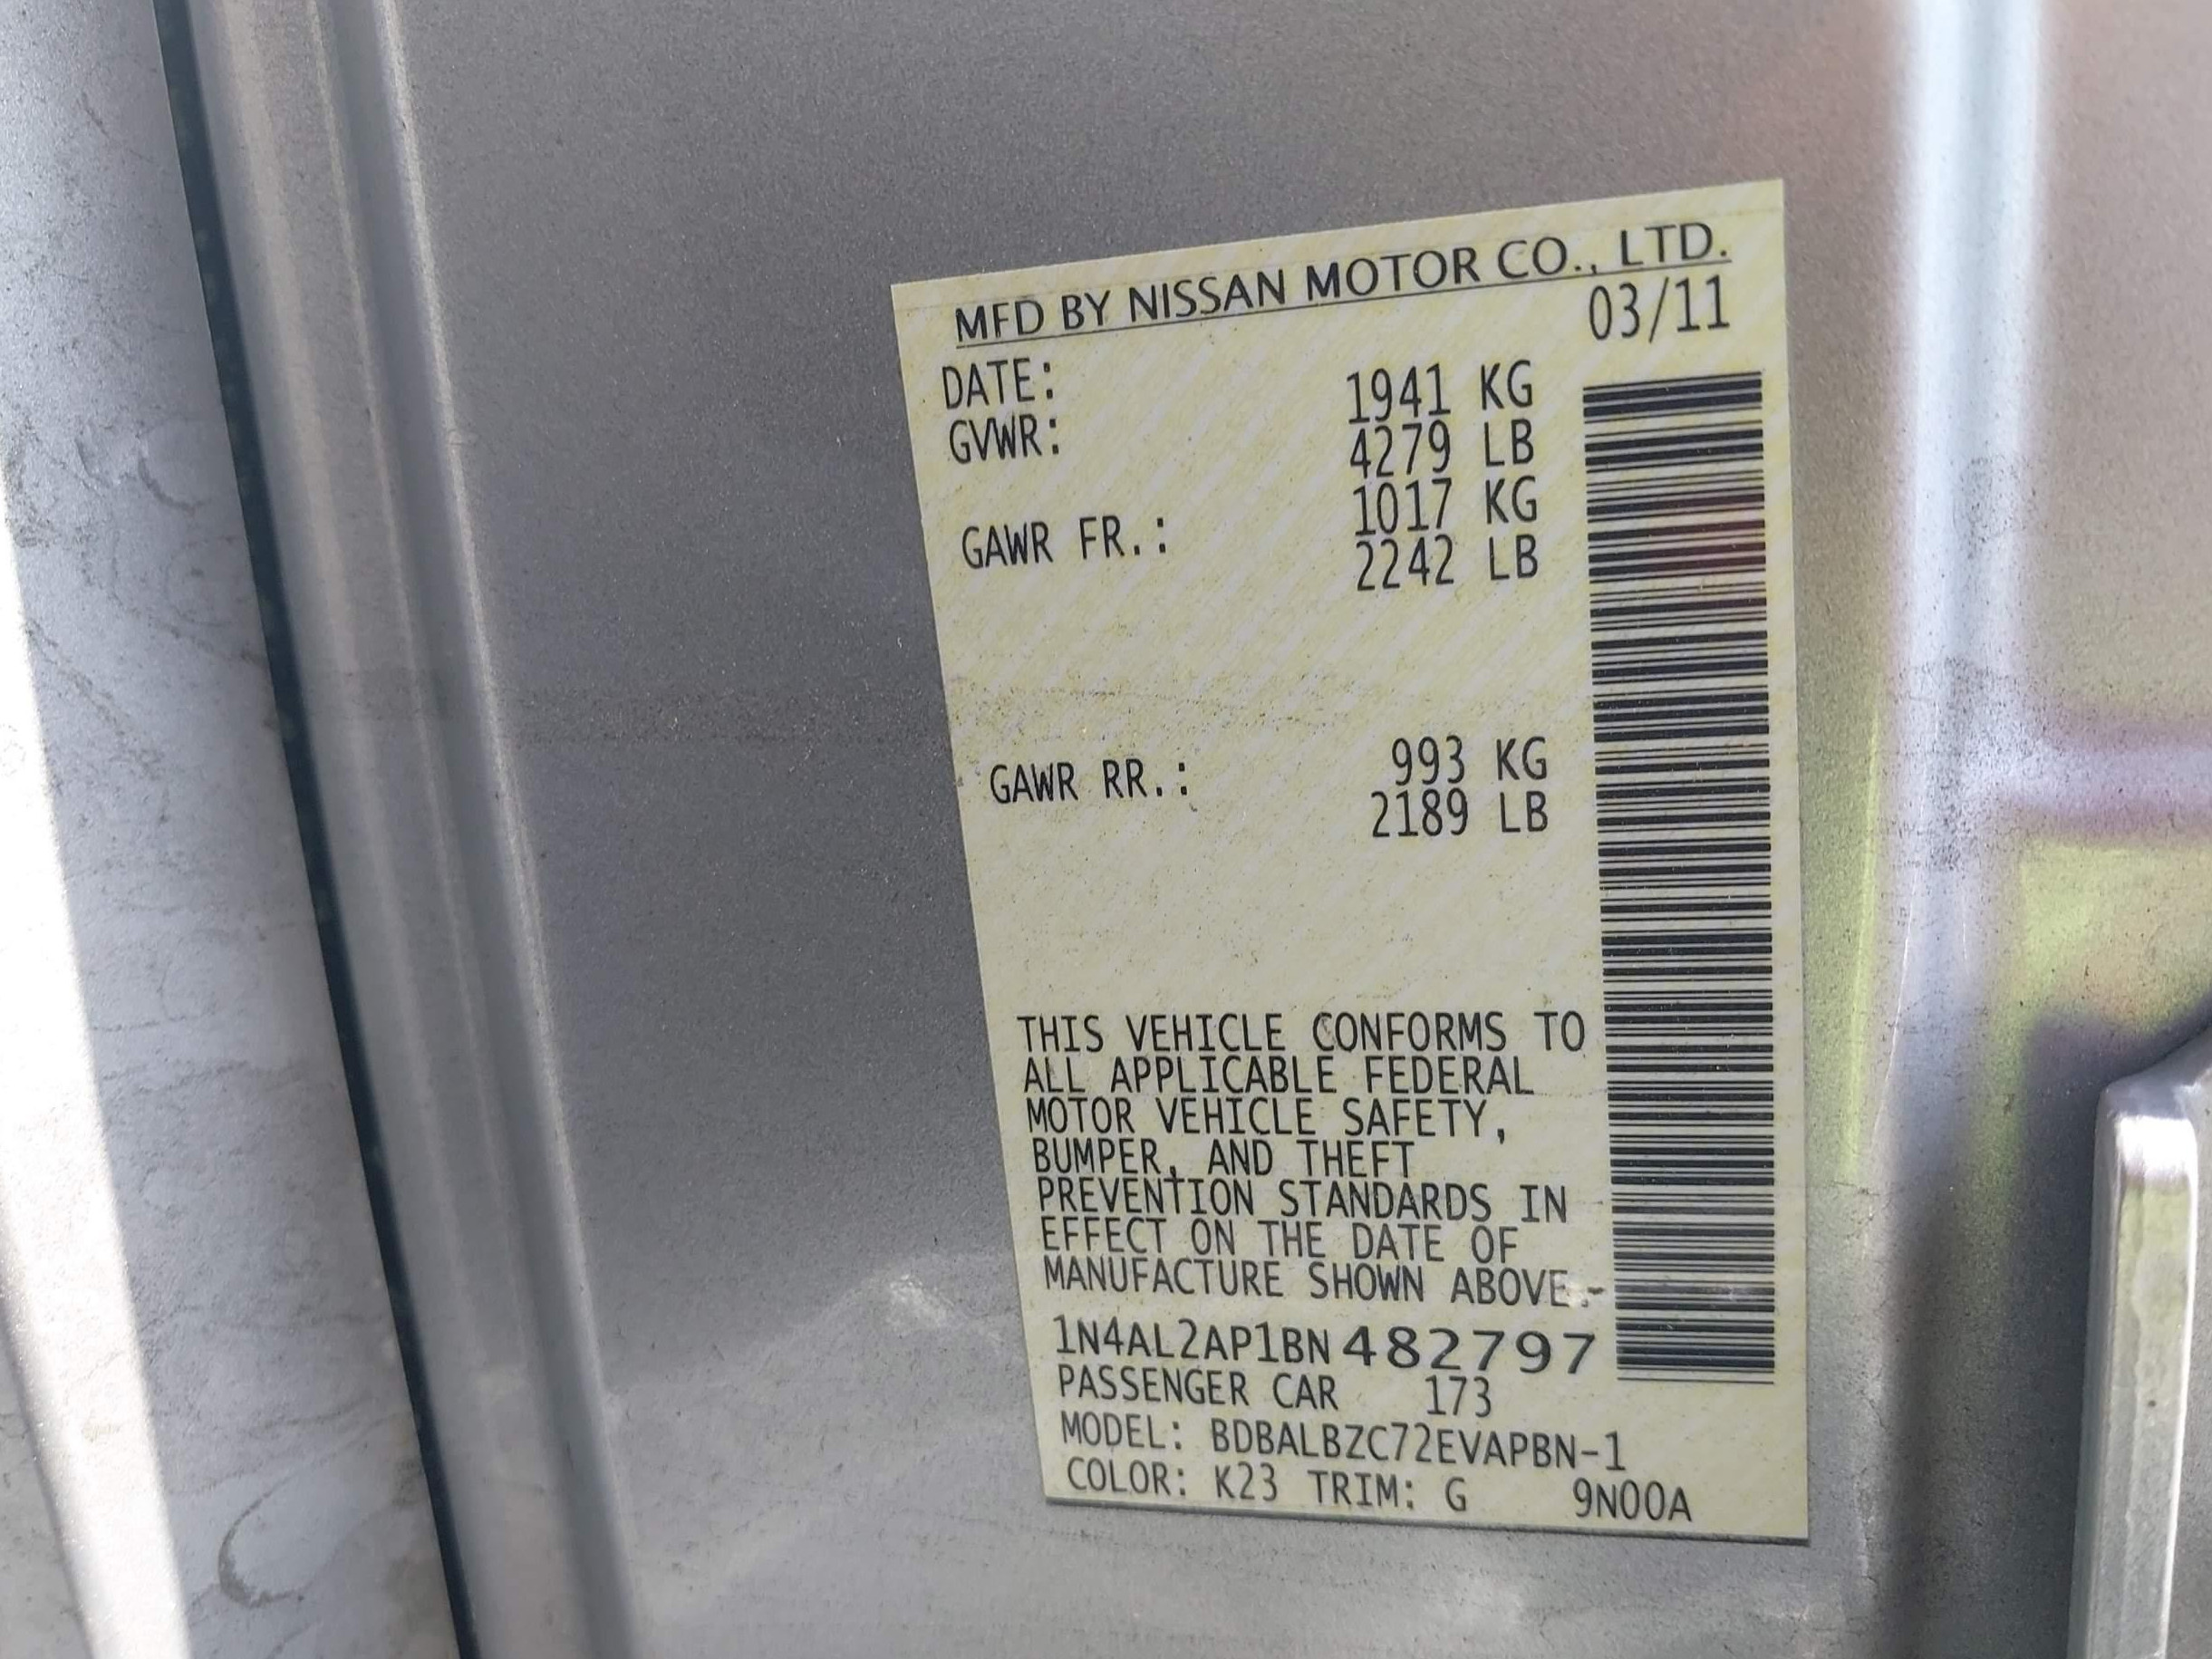 MFD BY NISSAN MOTOR CO., LTD.
DATE: 03/11
GVWR: 1941 KG
4279 LB
GAWR FR.: 1017 KG
2242 LB
GAWR RR.: 993 KG
2189 LB
THIS VEHICLE CONFORMS TO
ALL APPLICABLE FEDERAL
MOTOR VEHICLE SAFETY,
BUMPER, AND THEFT
PREVENTION STANDARDS IN
EFFECT ON THE DATE OF
MANUFACTURE SHOWN ABOVE.-
1N4AL2AP1BN482797
PASSENGER CAR 173
MODEL: BDBALBZC72EVAPBN-1
COLOR: K23 TRIM: G 9N00A